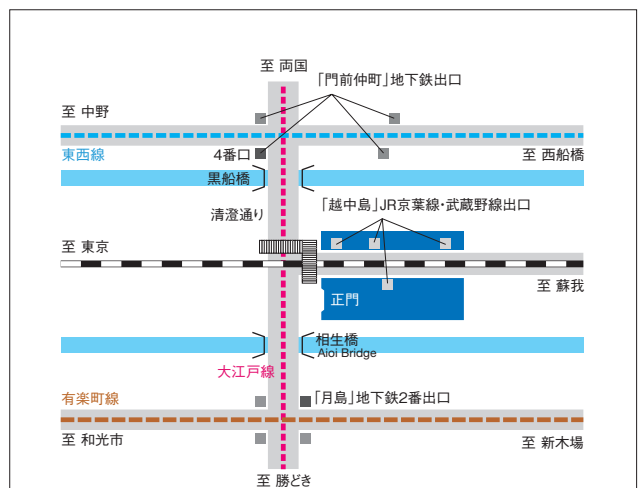 至 両国
「門前仲町」地下鉄出口
至 中野
東西線
4番口
至 西船橋
黒船橋
清澄通り
「越中島」JR京葉線・武蔵野線出口
至 東京
至 蘇我
正門
相生橋
Aioi Bridge
大江戸線
有楽町線
「月島」地下鉄2番出口
至 和光市
至 新木場
至 勝どき